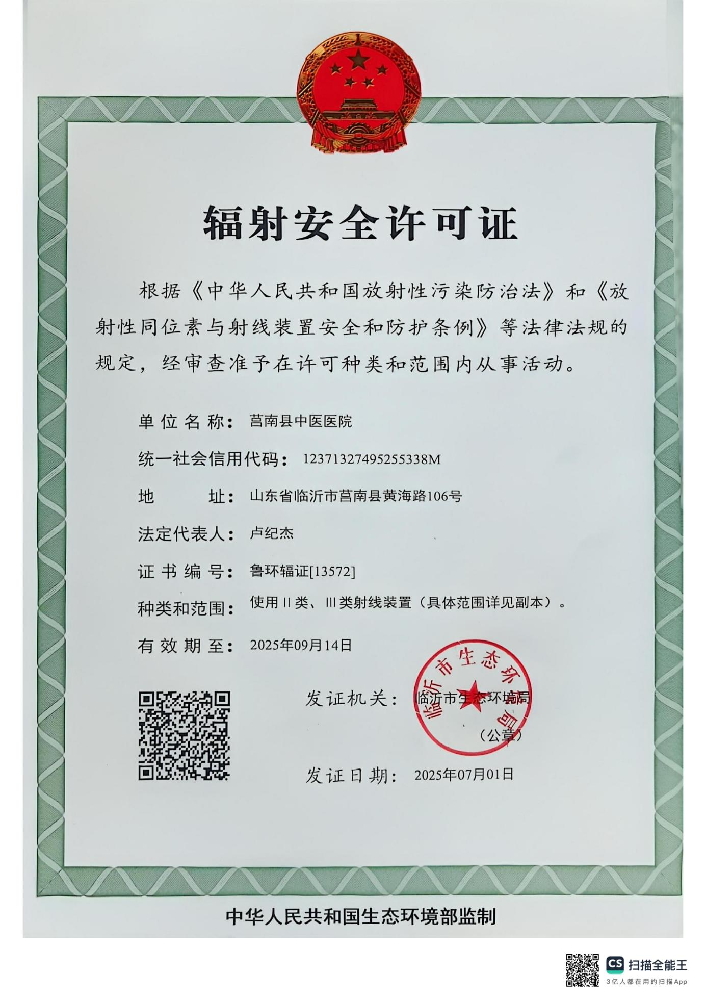 辐射安全许可证
根据《中华人民共和国放射性污染防治法》和《放
射性同位素与射线装置安全和防护条例》等法律法规的
规定，经审查准予在许可种类和范围内从事活动。
单位名称：莒南县中医医院
统一社会信用代码：12371327495255338M
地址：山东省临沂市莒南县黄海路106号
法定代表人：卢纪杰
证书编号：鲁环辐证[13572]
种类和范围：使用Ⅱ类、Ⅲ类射线装置（具体范围详见副本）。
有效期至：2025年09月14日
发证机关：临沂市生态环境局
临沂市生态环境局
（公章）
发证日期：2025年07月01日
中华人民共和国生态环境部监制
CS 扫描全能王
3亿人都在用的扫描App